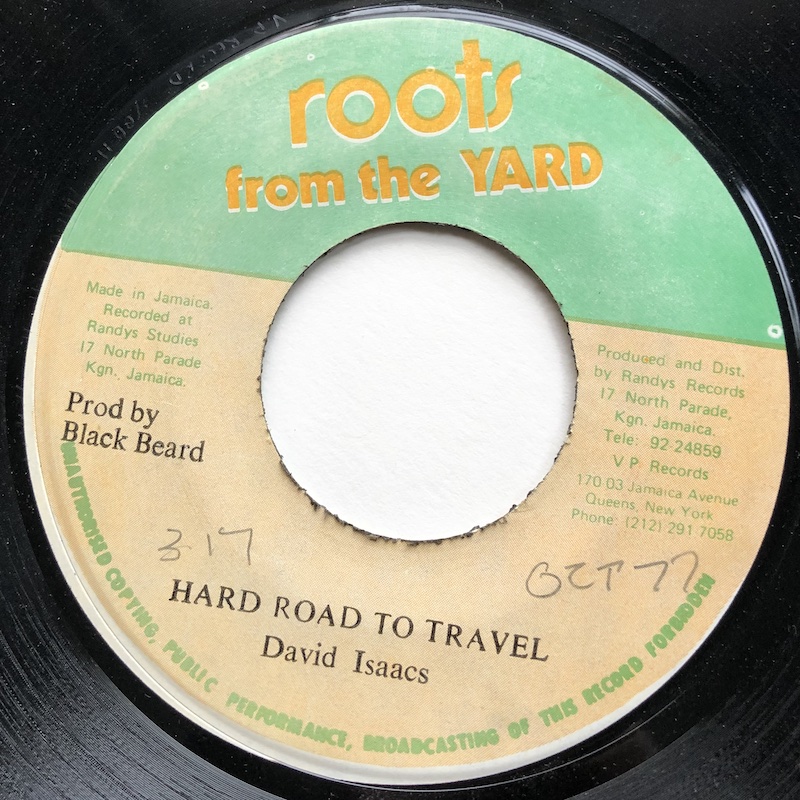 roots
from the YARD
Made in Jamaica.
Recorded at
Randys Studies
17 North Parade
Kgn. Jamaica.
Prod by
Black Beard
Produced and Dist.
by Randys Records
17 North Parade,
Kgn. Jamaica.
Tele: 92-24859
V P Records
170 03 Jamaica Avenue
Queens, New York
Phone: (212) 291 7058
3.17
OCT 77
HARD ROAD TO TRAVEL
David Isaacs
UNAUTHORISED COPYING, PUBLIC PERFORMANCE, BROADCASTING OF THIS RECORD FORBIDDEN